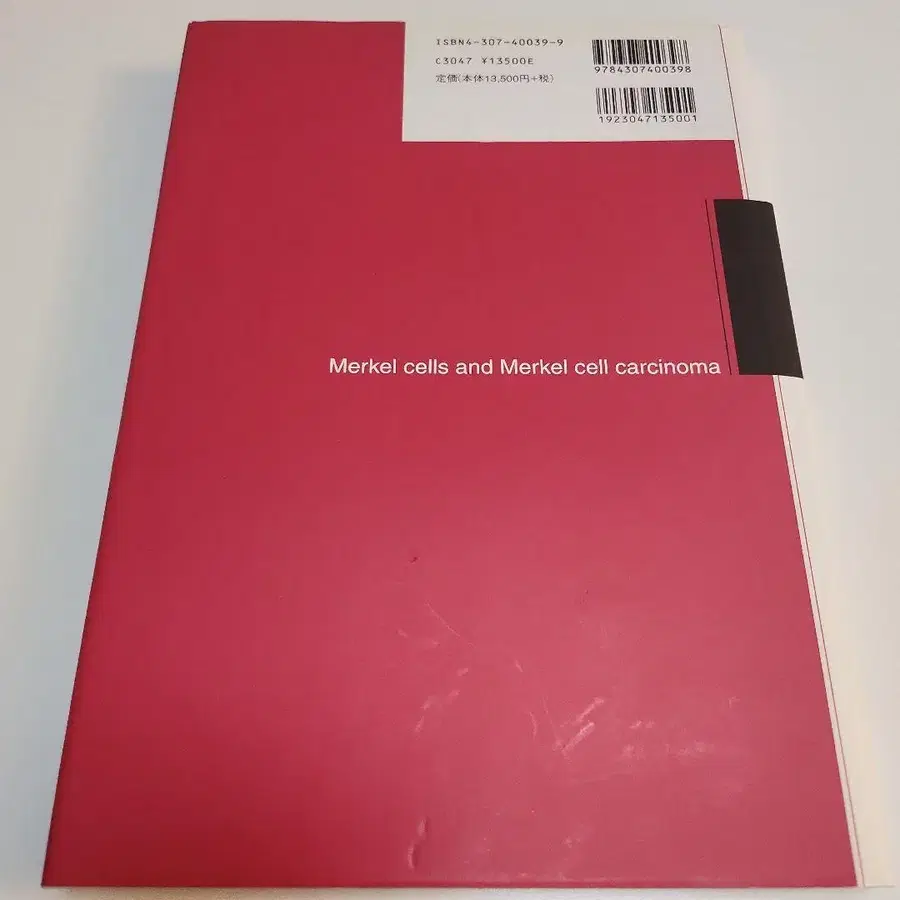 ISBN4-307-40039-9
C3047 ¥13500E
定価(本体13,500円+税)
9784307400398
1923047135001
Merkel cells and Merkel cell carcinoma